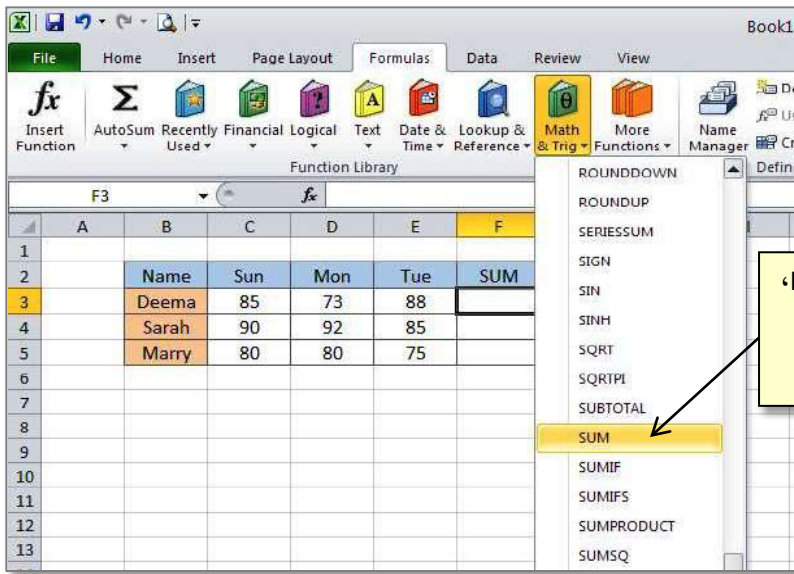 Book1
File Home Insert Page Layout Formulas Data Review View
fx Σ ? A θ
Insert Function AutoSum Recently Used Financial Logical Text Date & Time Lookup & Reference Math & Trig More Functions Name Manager
Function Library
F3 fx
A B C D E F
1
2 Name Sun Mon Tue SUM
3 Deema 85 73 88
4 Sarah 90 92 85
5 Marry 80 80 75
6
7
8
9
10
11
12
13
ROUNDDOWN
ROUNDUP
SERIESSUM
SIGN
SIN
SINH
SQRT
SQRTPI
SUBTOTAL
SUM
SUMIF
SUMIFS
SUMPRODUCT
SUMSQ